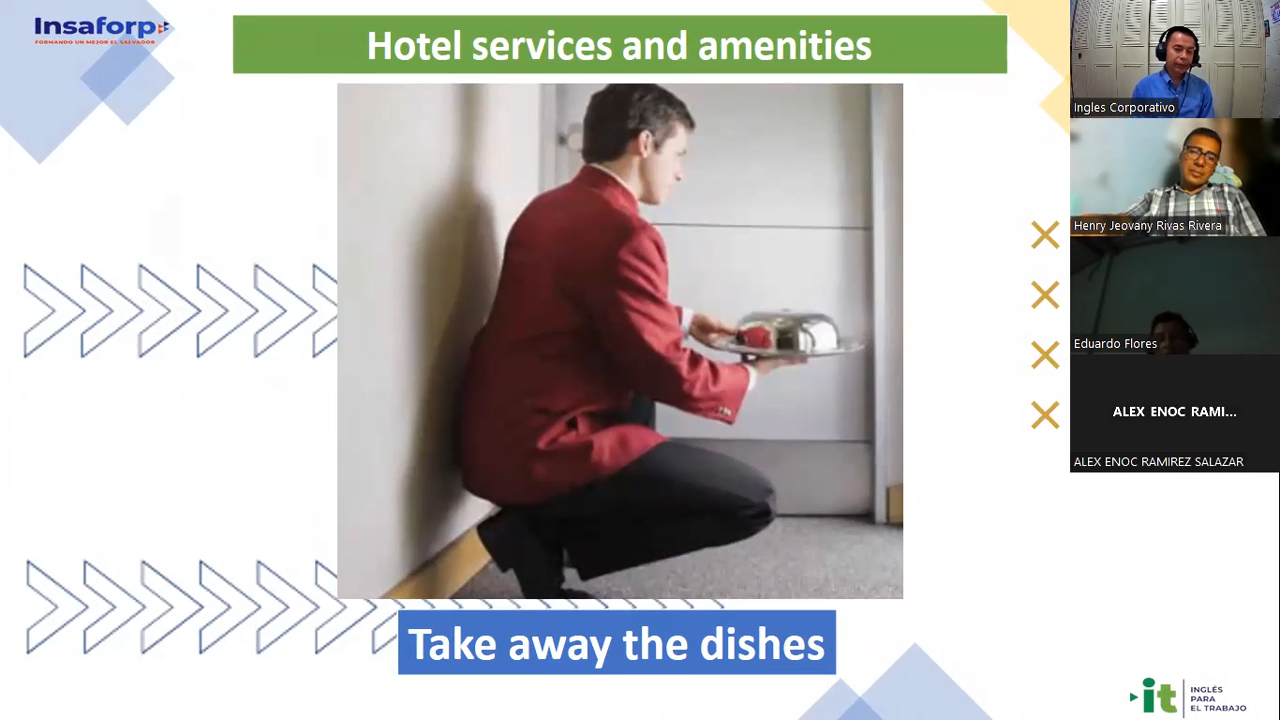 Insaforp
FORMANDO UN MEJOR EL SALVADOR
Hotel services and amenities
Take away the dishes
Ingles Corporativo
Henry Jeovany Rivas Rivera
Eduardo Flores
ALEX ENOC RAMI...
ALEX ENOC RAMIREZ SALAZAR
it
INGLÉS
PARA
EL TRABAJO